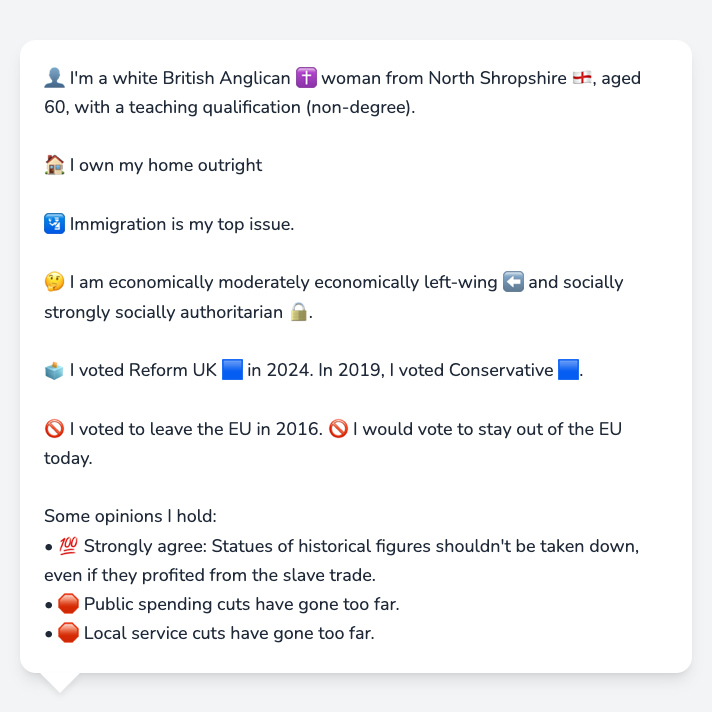 👤 I'm a white British Anglican ✝️ woman from North Shropshire 🏴󠁧󠁢󠁥󠁮󠁧󠁿, aged
60, with a teaching qualification (non-degree).
🏠 I own my home outright
🛂 Immigration is my top issue.
🤔 I am economically moderately economically left-wing ⬅️ and socially
strongly socially authoritarian 🔒.
🗳️ I voted Reform UK 🟦 in 2024. In 2019, I voted Conservative 🟦.
🚫 I voted to leave the EU in 2016. 🚫 I would vote to stay out of the EU
today.
Some opinions I hold:
• 💯 Strongly agree: Statues of historical figures shouldn't be taken down,
even if they profited from the slave trade.
• 🛑 Public spending cuts have gone too far.
• 🛑 Local service cuts have gone too far.